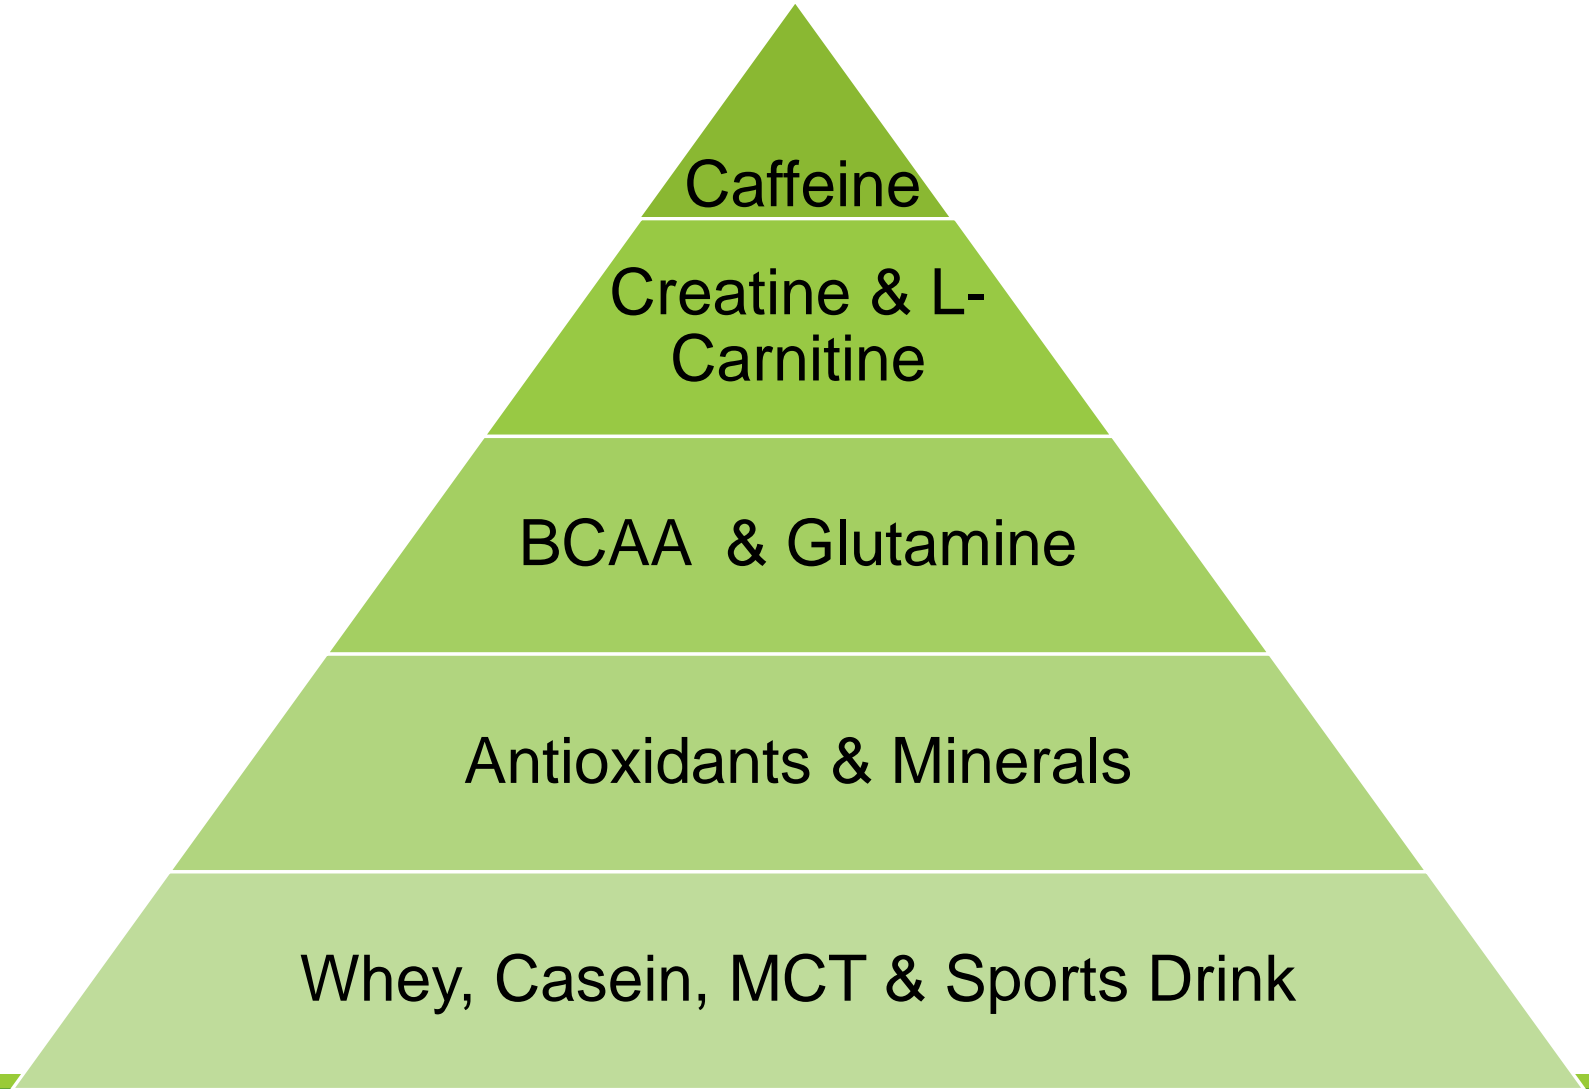 Caffeine
Creatine & L-
Carnitine
BCAA  & Glutamine
Antioxidants & Minerals
Whey, Casein, MCT & Sports Drink